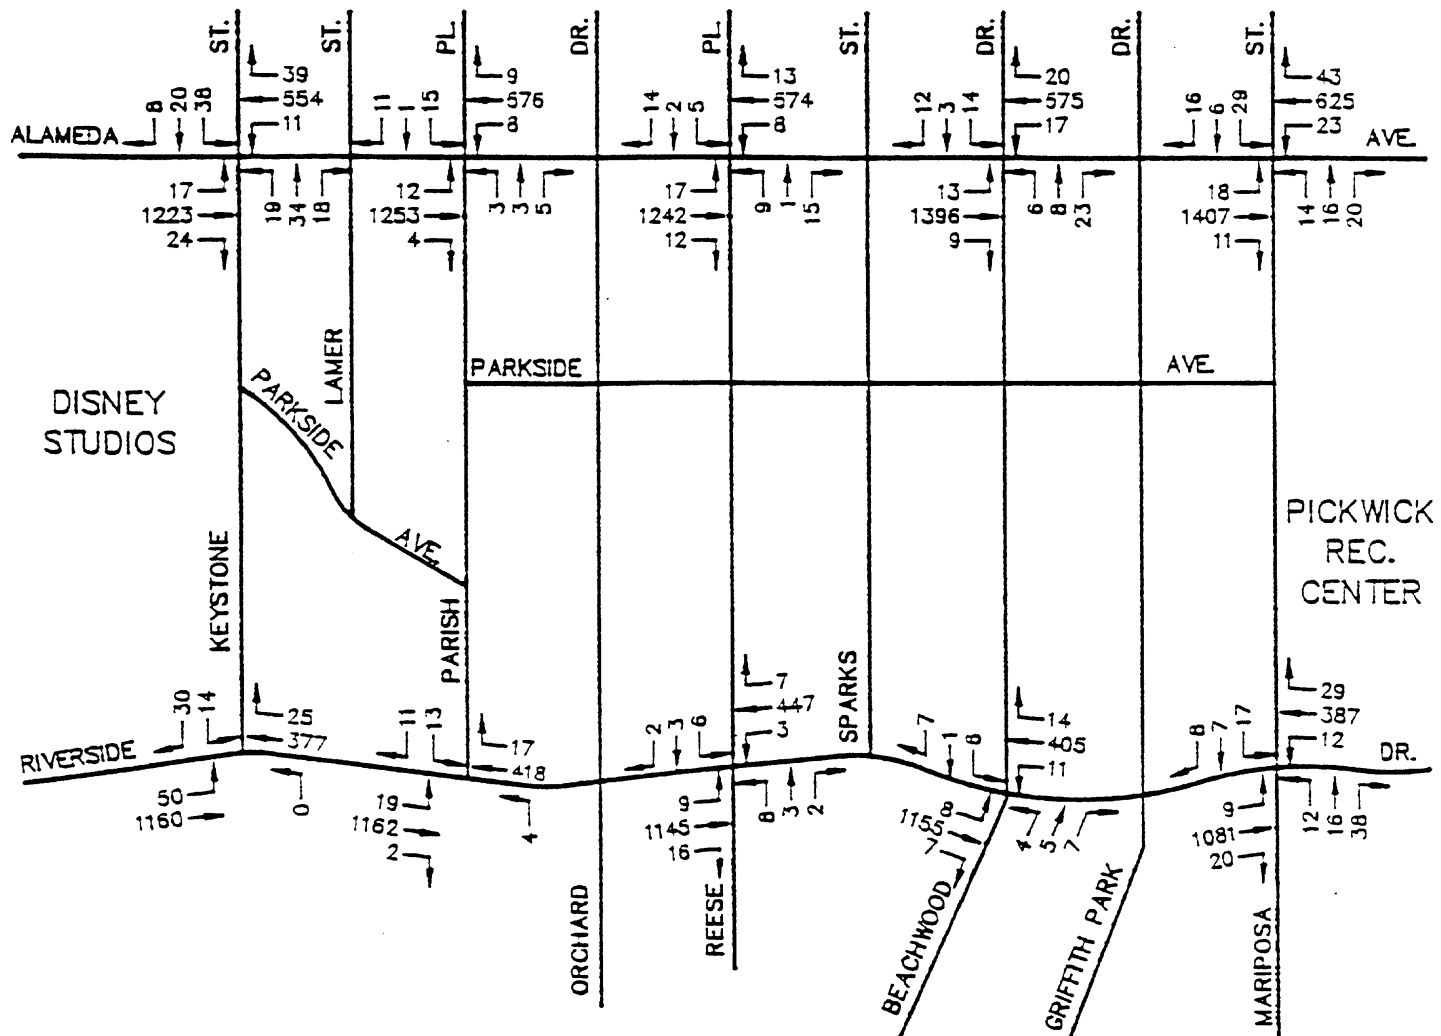 ST. ST. PL. DR. PL. ST. DR. DR. ST.
39 9 13 20 43
8 20 38 554 11 1 15 576 14 2 5 574 12 3 14 575 16 6 29 625
11 8 8 17 23
ALAMEDA AVE.
17 12 17 13 18
1223 19 34 18 1253 3 3 5 1242 9 1 15 1396 6 8 23 1407 14 16 20
24 4 12 9 11
LAMER
PARKSIDE AVE.
PARKSIDE
DISNEY
STUDIOS
PICKWICK
REC.
CENTER
AVE.
KEYSTONE
PARISH
SPARKS
30 14 25 11 13 17 2 3 6 7 7 1 14 8 7 17 29
377 418 447 405 387
3 11 12
RIVERSIDE DR.
50 0 19 4 9 8 3 2 8 4 5 7 9 12 16 38
1160 1162 1145 1155 1081
2 16 7 20
ORCHARD
REESE
BEACHWOOD
GRIFFITH PARK
MARIPOSA